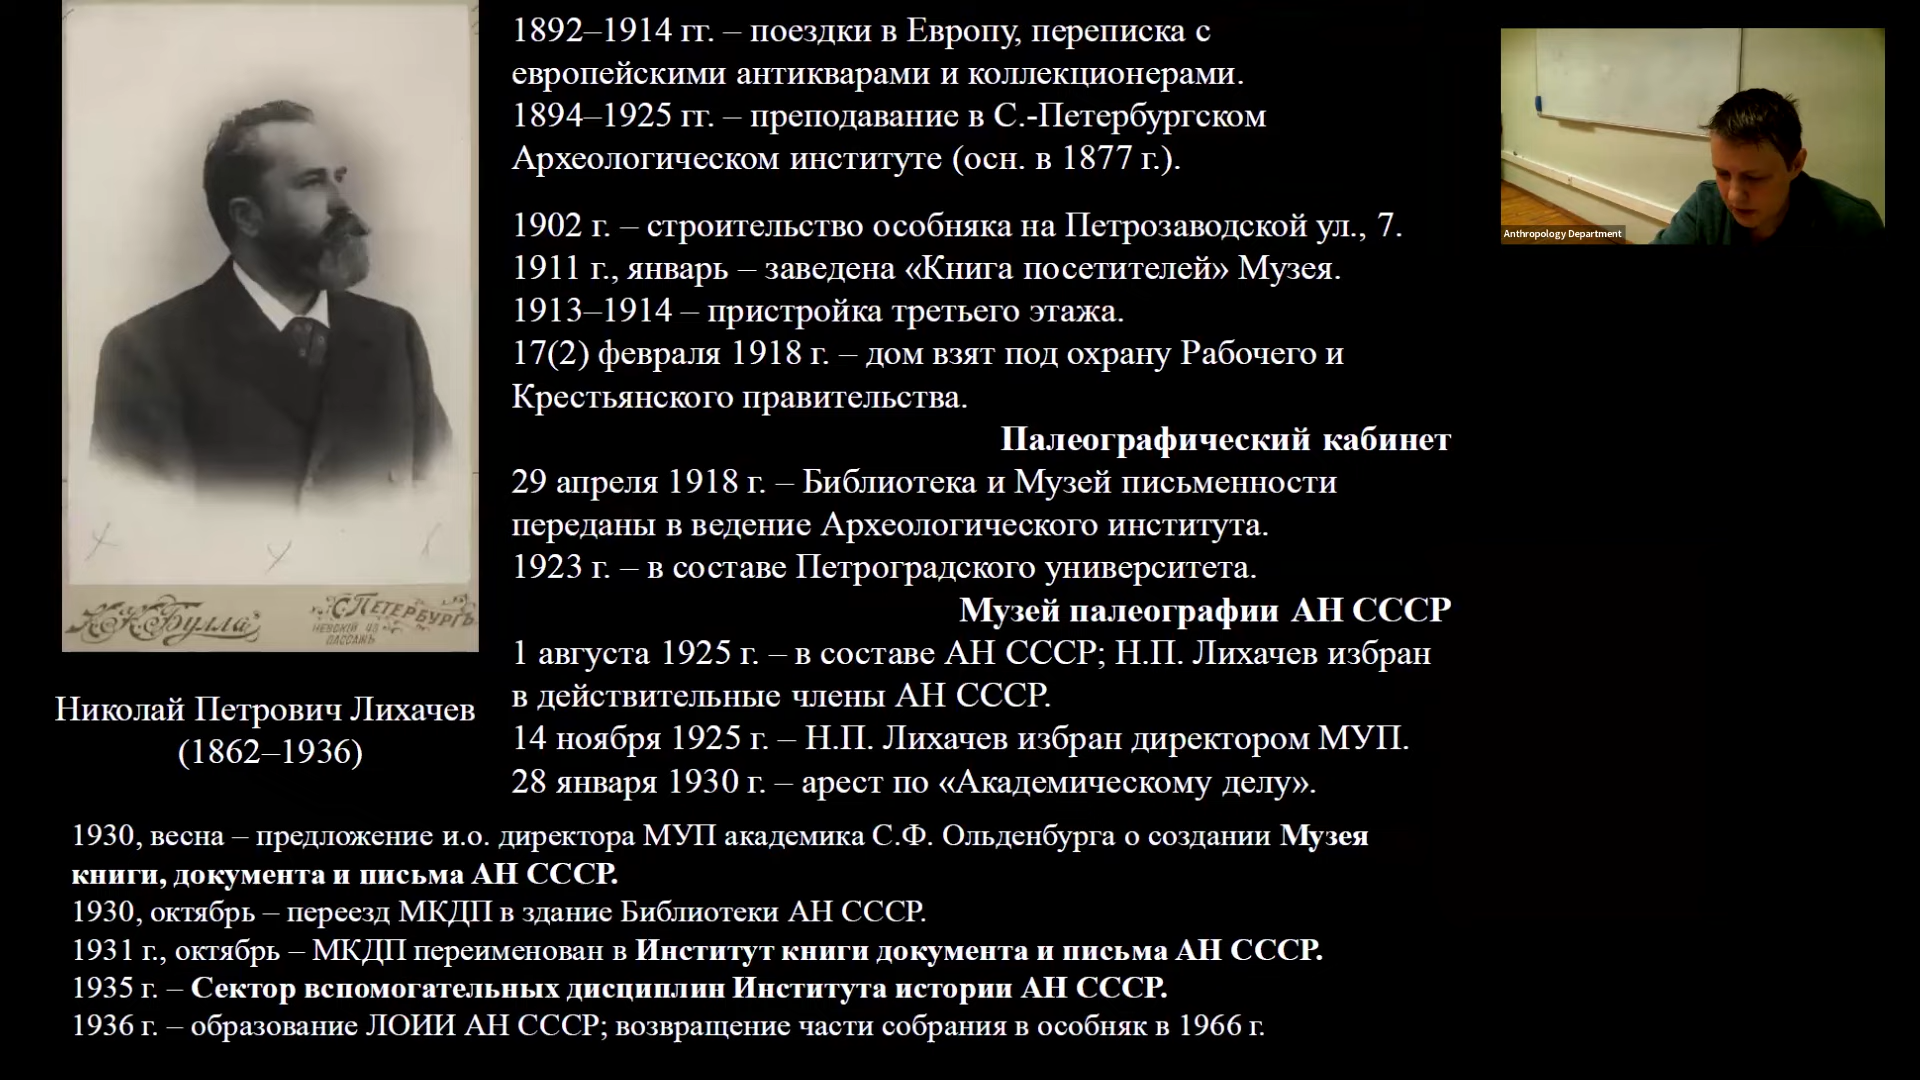 1892–1914 гг. – поездки в Европу, переписка с
европейскими антикварами и коллекционерами.
1894–1925 гг. – преподавание в С.-Петербургском
Археологическом институте (осн. в 1877 г.).
1902 г. – строительство особняка на Петрозаводской ул., 7.
1911 г., январь – заведена «Книга посетителей» Музея.
1913–1914 – пристройка третьего этажа.
17(2) февраля 1918 г. – дом взят под охрану Рабочего и
Крестьянского правительства.
Палеографический кабинет
29 апреля 1918 г. – Библиотека и Музей письменности
переданы в ведение Археологического института.
1923 г. – в составе Петроградского университета.
Музей палеографии АН СССР
1 августа 1925 г. – в составе АН СССР; Н.П. Лихачев избран
в действительные члены АН СССР.
14 ноября 1925 г. – Н.П. Лихачев избран директором МУП.
28 января 1930 г. – арест по «Академическому делу».
К.К.Булла
С.ПЕТЕРБУРГЪ
НЕВСКІЙ 48
ПАССАЖЪ
Николай Петрович Лихачев
(1862–1936)
1930, весна – предложение и.о. директора МУП академика С.Ф. Ольденбурга о создании Музея
книги, документа и письма АН СССР.
1930, октябрь – переезд МКДП в здание Библиотеки АН СССР.
1931 г., октябрь – МКДП переименован в Институт книги документа и письма АН СССР.
1935 г. – Сектор вспомогательных дисциплин Института истории АН СССР.
1936 г. – образование ЛОИИ АН СССР; возвращение части собрания в особняк в 1966 г.
Anthropology Department